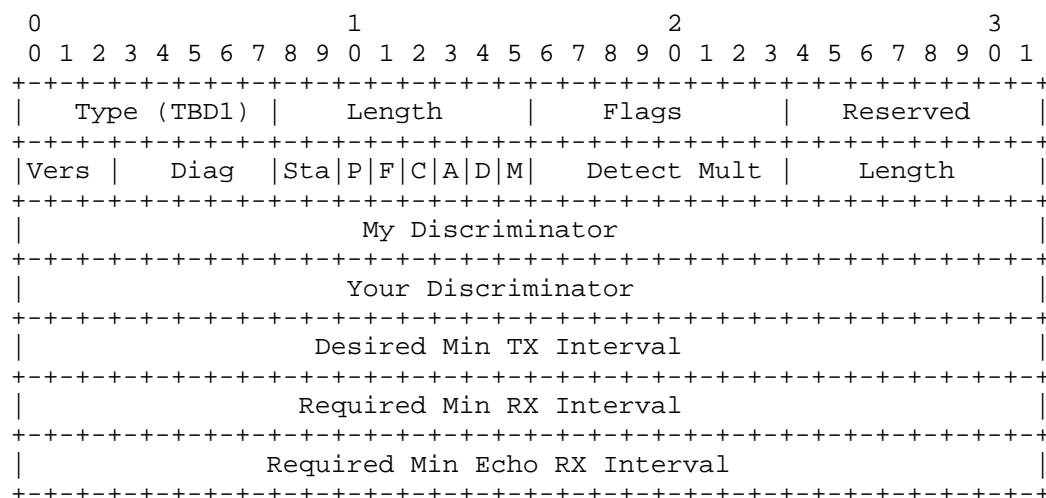 0                   1                   2                   3
 0 1 2 3 4 5 6 7 8 9 0 1 2 3 4 5 6 7 8 9 0 1 2 3 4 5 6 7 8 9 0 1
+-+-+-+-+-+-+-+-+-+-+-+-+-+-+-+-+-+-+-+-+-+-+-+-+-+-+-+-+-+-+-+-+
|   Type (TBD1) |    Length     |    Flags      |   Reserved    |
+-+-+-+-+-+-+-+-+-+-+-+-+-+-+-+-+-+-+-+-+-+-+-+-+-+-+-+-+-+-+-+-+
|Vers |   Diag  |Sta|P|F|C|A|D|M|   Detect Mult |    Length     |
+-+-+-+-+-+-+-+-+-+-+-+-+-+-+-+-+-+-+-+-+-+-+-+-+-+-+-+-+-+-+-+-+
|                     My Discriminator                          |
+-+-+-+-+-+-+-+-+-+-+-+-+-+-+-+-+-+-+-+-+-+-+-+-+-+-+-+-+-+-+-+-+
|                    Your Discriminator                         |
+-+-+-+-+-+-+-+-+-+-+-+-+-+-+-+-+-+-+-+-+-+-+-+-+-+-+-+-+-+-+-+-+
|                  Desired Min TX Interval                      |
+-+-+-+-+-+-+-+-+-+-+-+-+-+-+-+-+-+-+-+-+-+-+-+-+-+-+-+-+-+-+-+-+
|                 Required Min RX Interval                      |
+-+-+-+-+-+-+-+-+-+-+-+-+-+-+-+-+-+-+-+-+-+-+-+-+-+-+-+-+-+-+-+-+
|               Required Min Echo RX Interval                   |
+-+-+-+-+-+-+-+-+-+-+-+-+-+-+-+-+-+-+-+-+-+-+-+-+-+-+-+-+-+-+-+-+